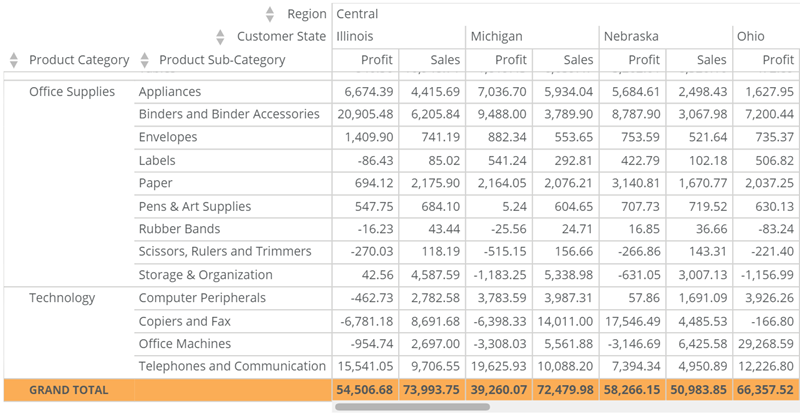 Region Central
Customer State Illinois Michigan Nebraska Ohio
Product Category Product Sub-Category Profit Sales Profit Sales Profit Sales Profit
Office Supplies Appliances 6,674.39 4,415.69 7,036.70 5,934.04 5,684.61 2,498.43 1,627.95
Binders and Binder Accessories 20,905.48 6,205.84 9,488.00 3,789.90 8,787.90 3,067.98 7,200.44
Envelopes 1,409.90 741.19 882.34 553.65 753.59 521.64 735.37
Labels -86.43 85.02 541.24 292.81 422.79 102.18 506.82
Paper 694.12 2,175.90 2,164.05 2,076.21 3,140.81 1,670.77 2,037.25
Pens & Art Supplies 547.75 684.10 5.24 604.65 707.73 719.52 630.13
Rubber Bands -16.23 43.44 -25.56 24.71 16.85 36.66 -83.24
Scissors, Rulers and Trimmers -270.03 118.19 -515.15 156.66 -266.86 143.31 -221.40
Storage & Organization 42.56 4,587.59 -1,183.25 5,338.98 -631.05 3,007.13 -1,156.99
Technology Computer Peripherals -462.73 2,782.58 3,783.59 3,987.31 57.86 1,691.09 3,926.26
Copiers and Fax -6,781.18 8,691.68 -6,398.33 14,011.00 17,546.49 4,485.53 -166.80
Office Machines -954.74 2,697.00 -3,308.03 5,561.88 -3,146.69 6,425.58 29,268.59
Telephones and Communication 15,541.05 9,706.55 19,625.93 10,088.20 7,394.34 4,950.89 12,226.80
GRAND TOTAL 54,506.68 73,993.75 39,260.07 72,479.98 58,266.15 50,983.85 66,357.52